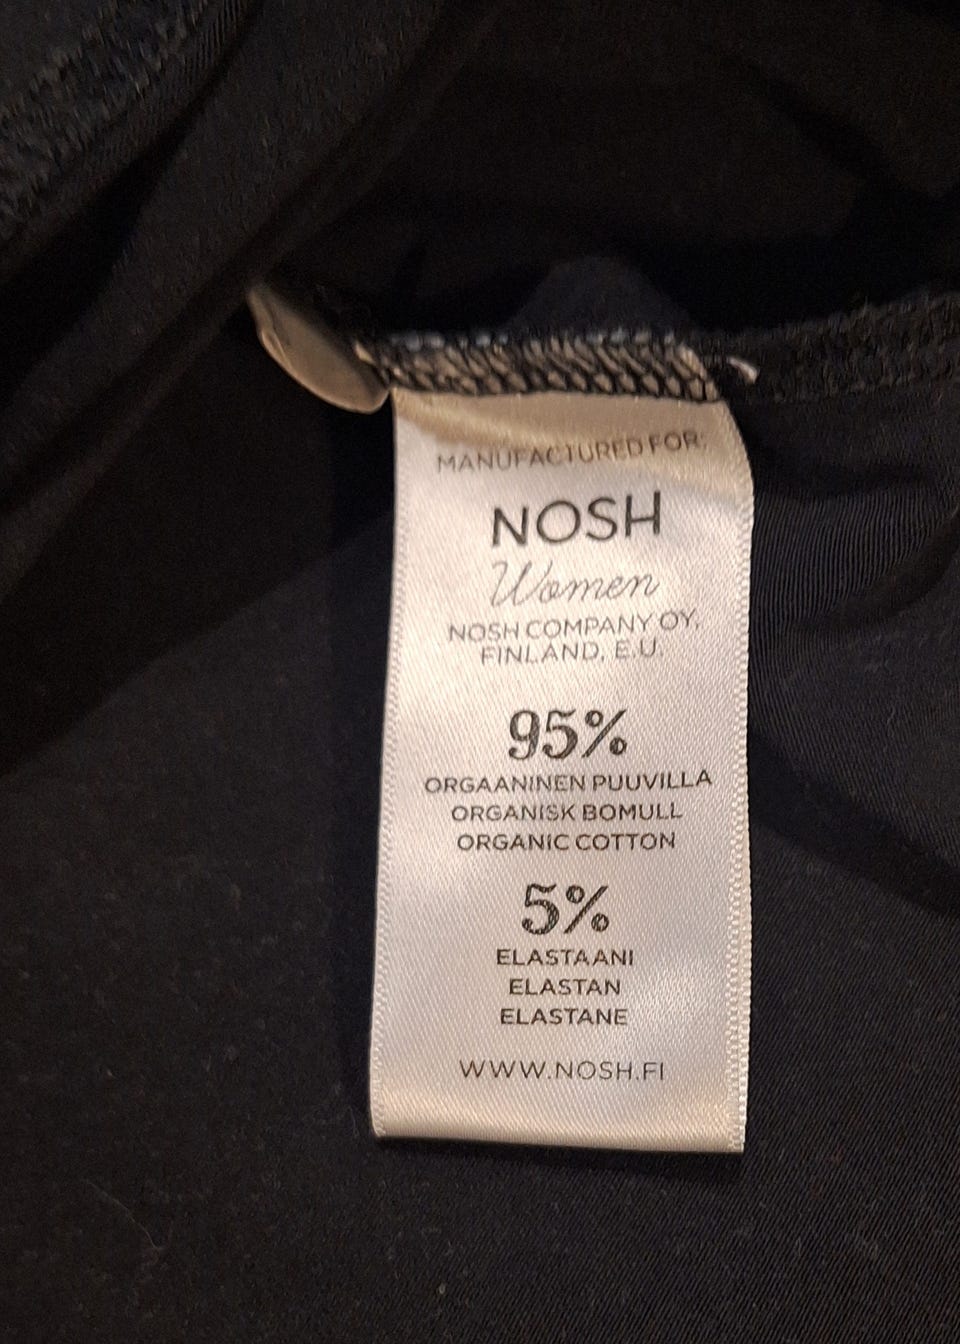 MANUFACTURED FOR:
NOSH
Women
NOSH COMPANY OY,
FINLAND, E.U.
95%
ORGAANINEN PUUVILLA
ORGANISK BOMULL
ORGANIC COTTON
5%
ELASTAANI
ELASTAN
ELASTANE
WWW.NOSH.FI